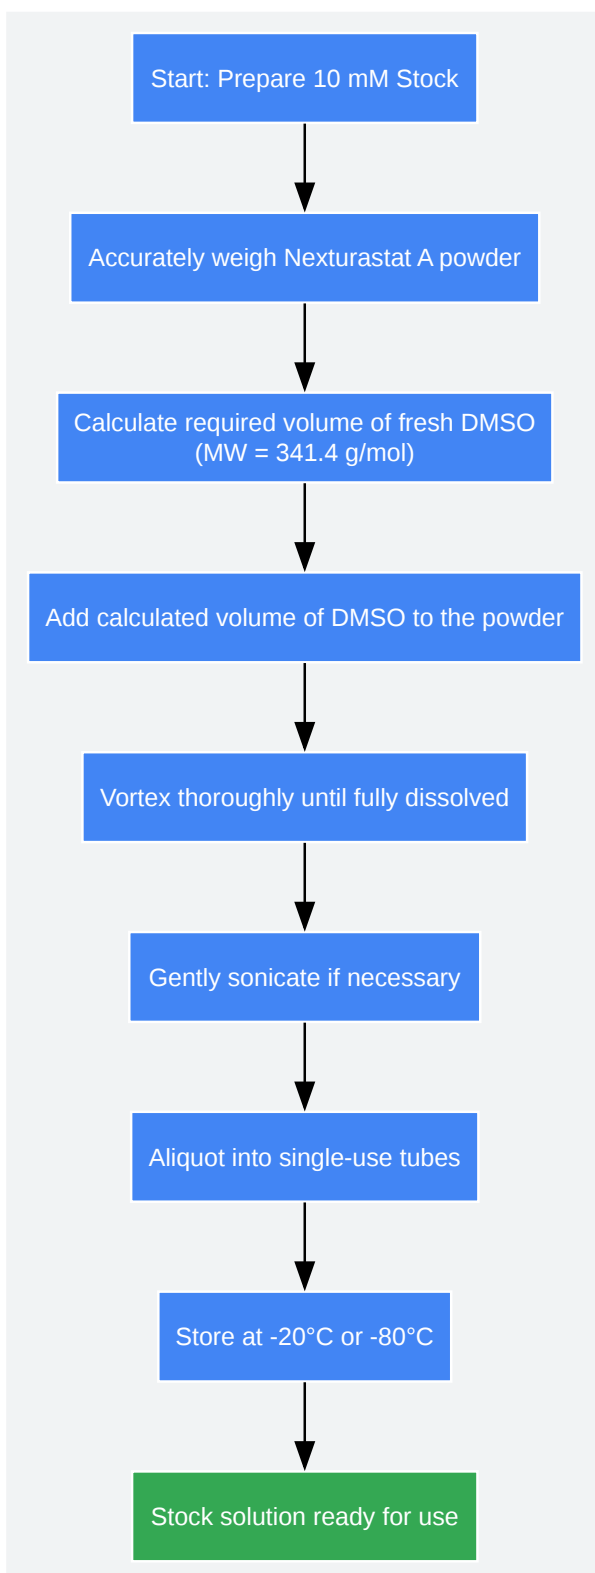 Start: Prepare 10 mM Stock
Accurately weigh Nexturastat A powder
Calculate required volume of fresh DMSO
(MW = 341.4 g/mol)
Add calculated volume of DMSO to the powder
Vortex thoroughly until fully dissolved
Gently sonicate if necessary
Aliquot into single-use tubes
Store at -20°C or -80°C
Stock solution ready for use